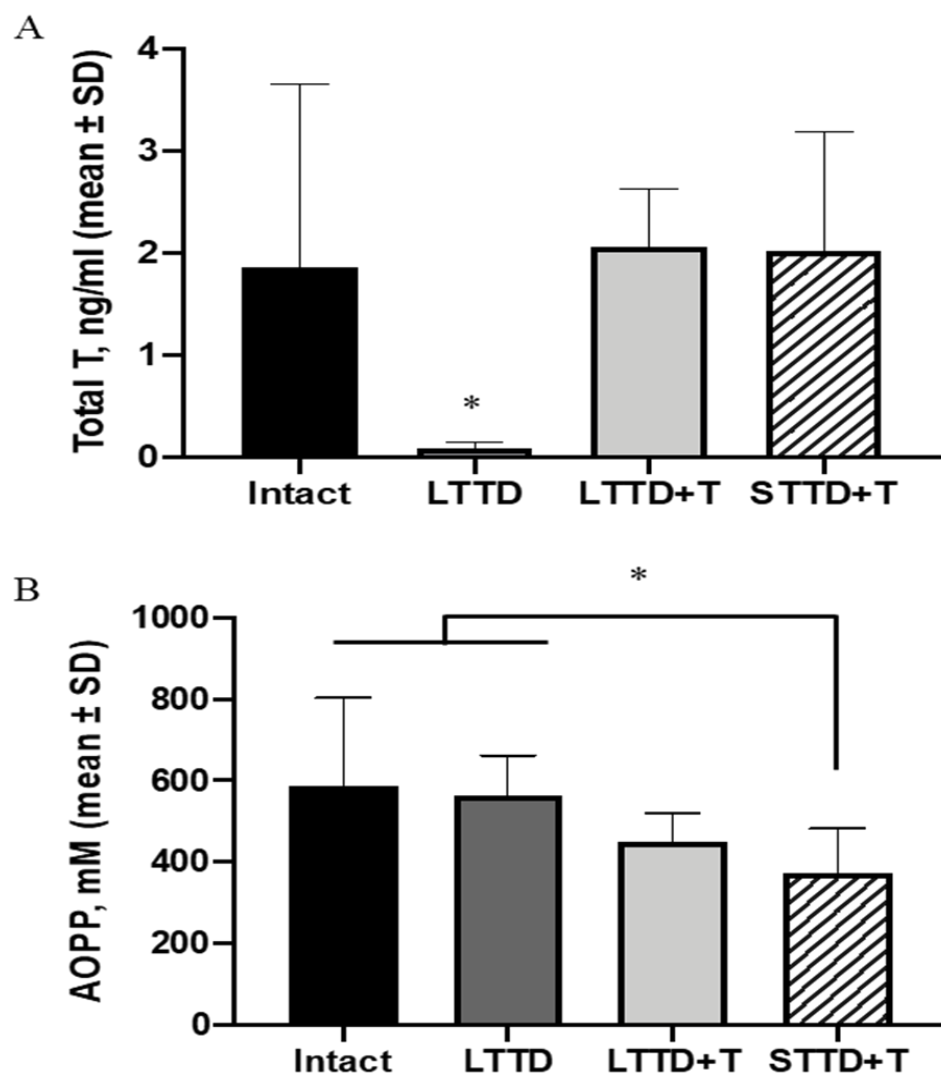 A
Total T, ng/ml (mean ± SD)
4
3
2
1
0
*
Intact LTTD LTTD+T STTD+T
B
*
AOPP, mM (mean ± SD)
1000
800
600
400
200
0
Intact LTTD LTTD+T STTD+T